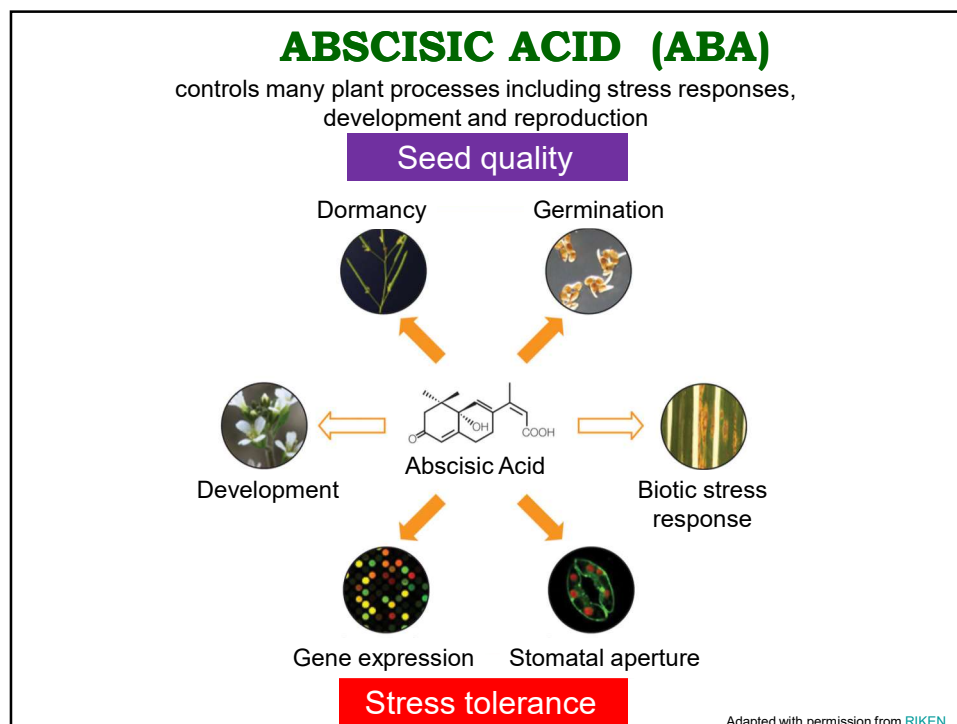 ABSCISIC ACID (ABA)
controls many plant processes including stress responses,
development and reproduction
Seed quality
Dormancy
Germination
OH
O
COOH
Abscisic Acid
Development
Biotic stress
response
Gene expression
Stomatal aperture
Stress tolerance
Adapted with permission from RIKEN